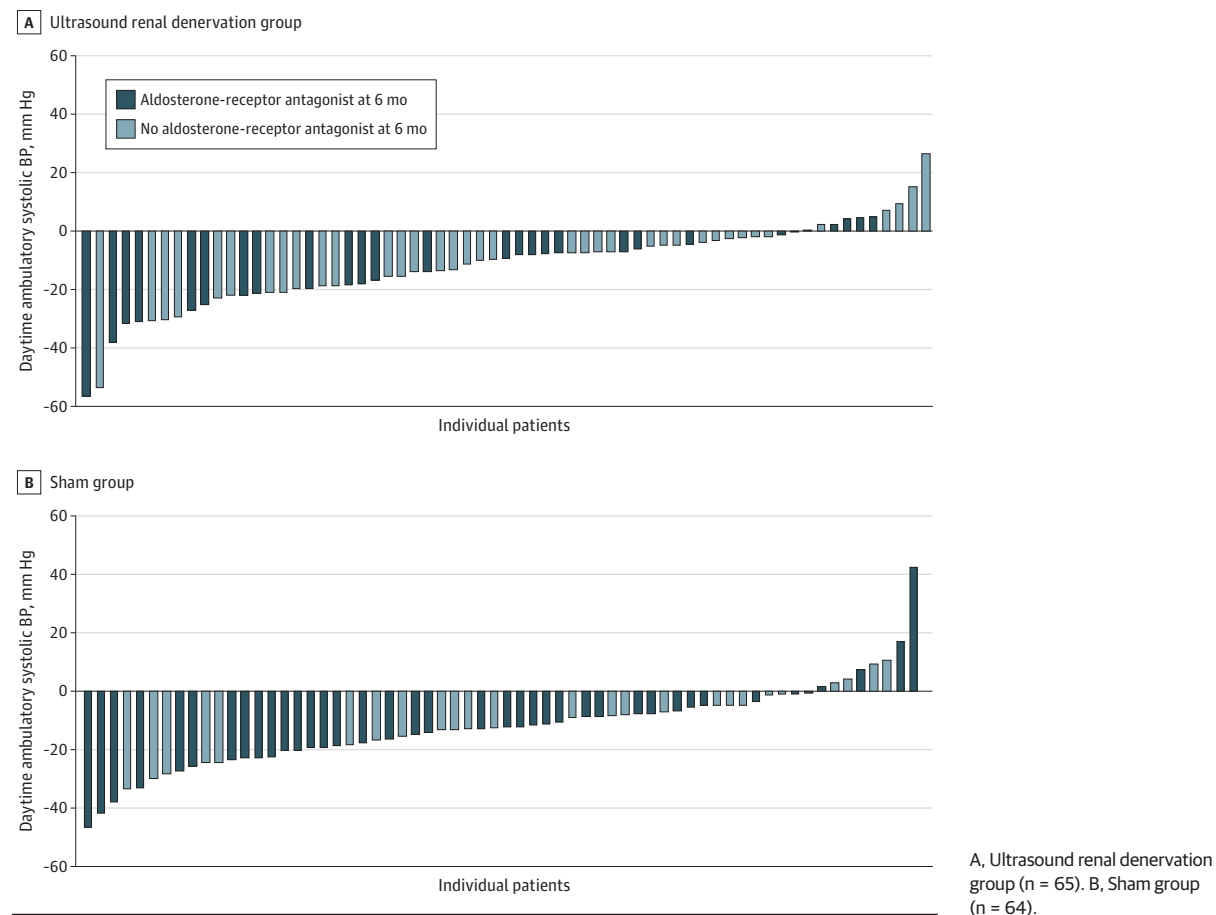 A Ultrasound renal denervation group
60
40
20
0
-20
-40
-60
Daytime ambulatory systolic BP, mm Hg
Aldosterone-receptor antagonist at 6 mo
No aldosterone-receptor antagonist at 6 mo
Individual patients
B Sham group
60
40
20
0
-20
-40
-60
Daytime ambulatory systolic BP, mm Hg
Individual patients
A, Ultrasound renal denervation
group (n = 65). B, Sham group
(n = 64).